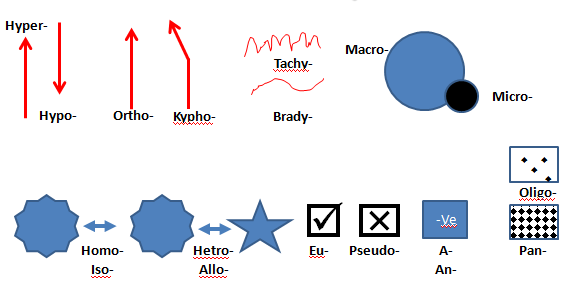 Hyper-
Hypo-
Ortho-
Kypho-
Tachy-
Brady-
Macro-
Micro-
Oligo-
Homo-
Iso-
Hetro-
Allo-
Eu-
Pseudo-
-Ve
A-
An-
Pan-